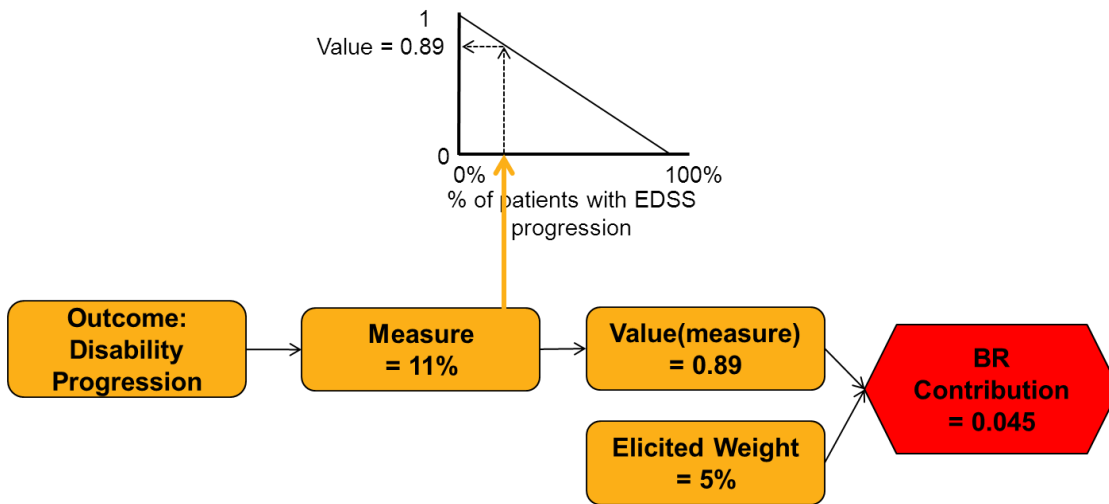 1
Value = 0.89
0
0%
100%
% of patients with EDSS
progression
Outcome:
Disability
Progression
Measure
= 11%
Value(measure)
= 0.89
Elicited Weight
= 5%
BR
Contribution
= 0.045